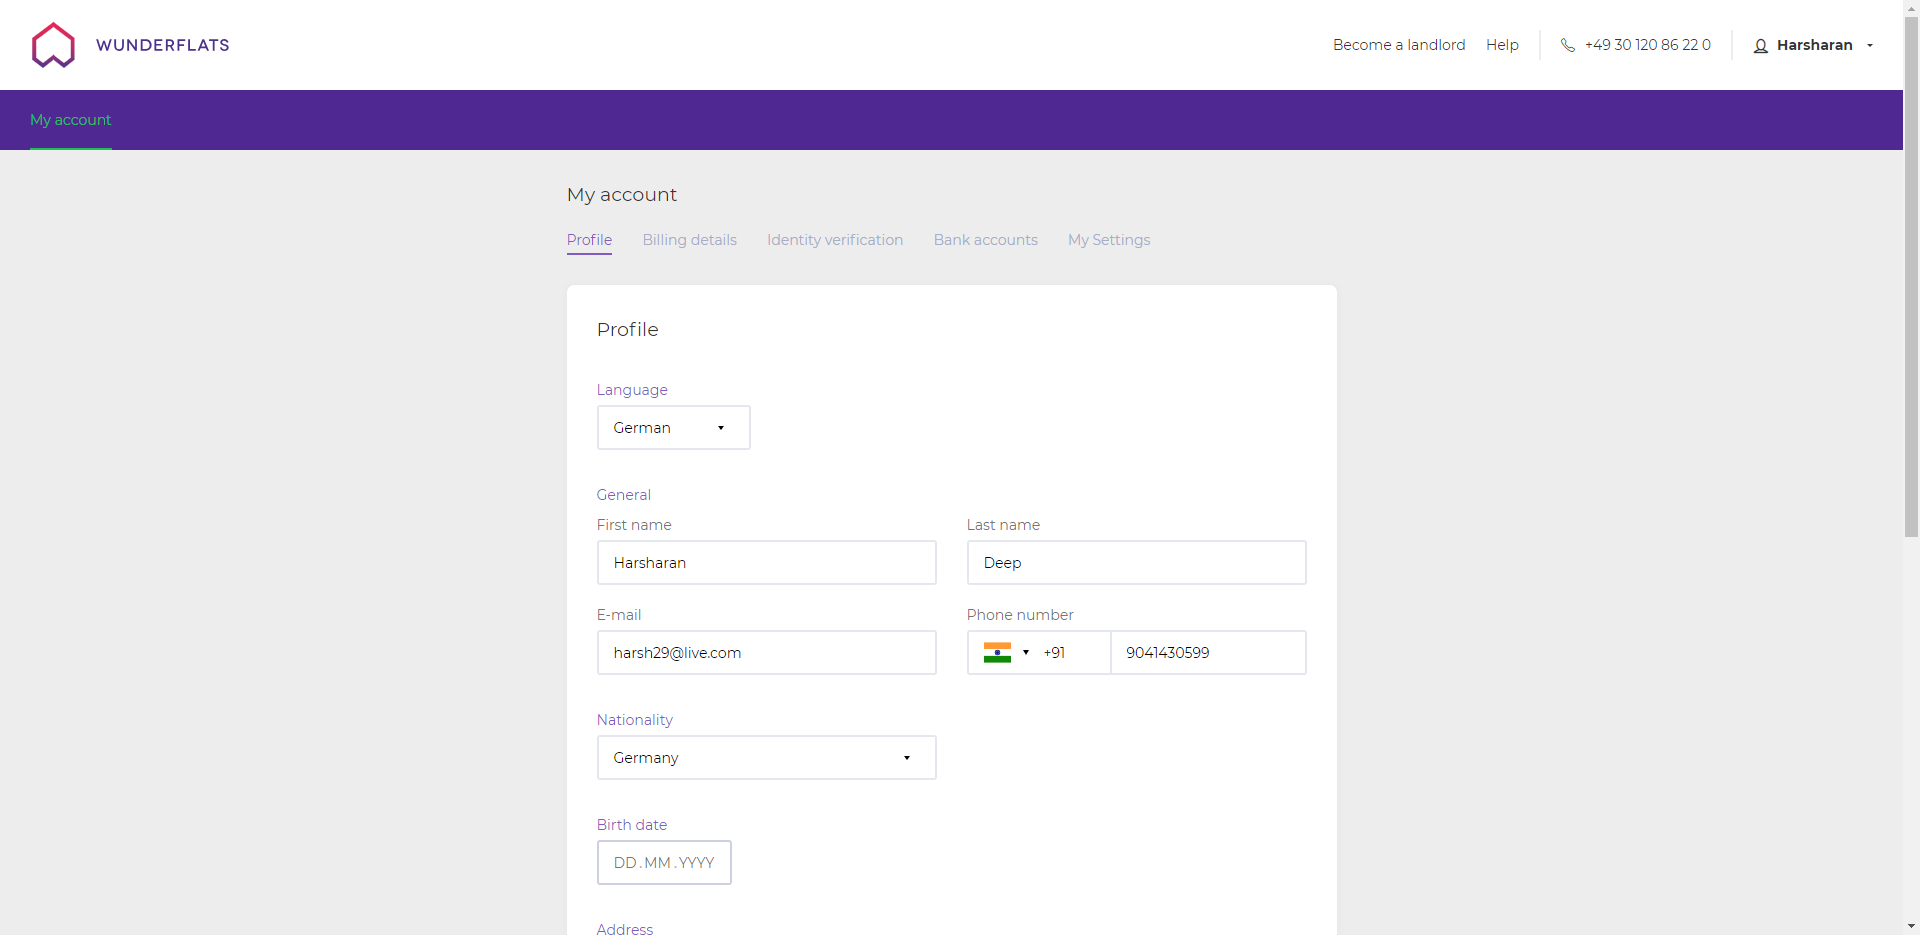 WUNDERFLATS
Become a landlord Help +49 30 120 86 22 0 Harsharan
My account
My account
Profile Billing details Identity verification Bank accounts My Settings
Profile
Language
German
General
First name Last name
Harsharan Deep
E-mail Phone number
harsh29@live.com +91 9041430599
Nationality
Germany
Birth date
DD.MM.YYYY
Address